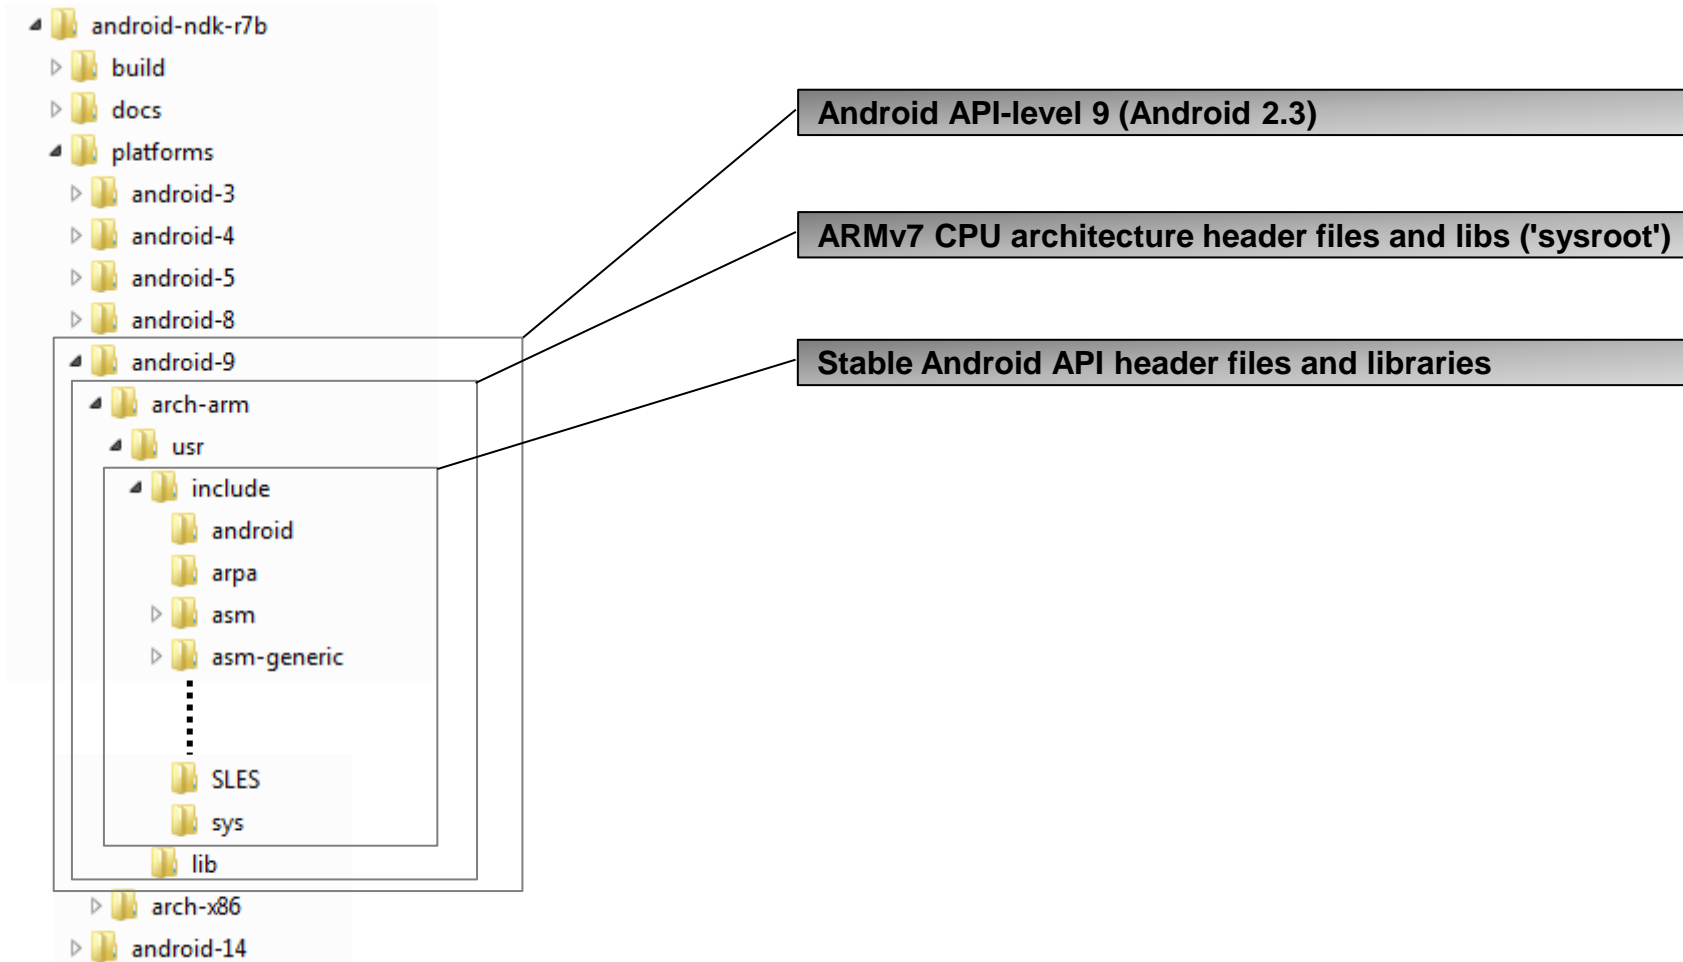 android-ndk-r7b
build
docs
platforms
android-3
android-4
android-5
android-8
android-9
arch-arm
usr
include
android
arpa
asm
asm-generic
SLES
sys
lib
arch-x86
android-14
Android API-level 9 (Android 2.3)
ARMv7 CPU architecture header files and libs ('sysroot')
Stable Android API header files and libraries